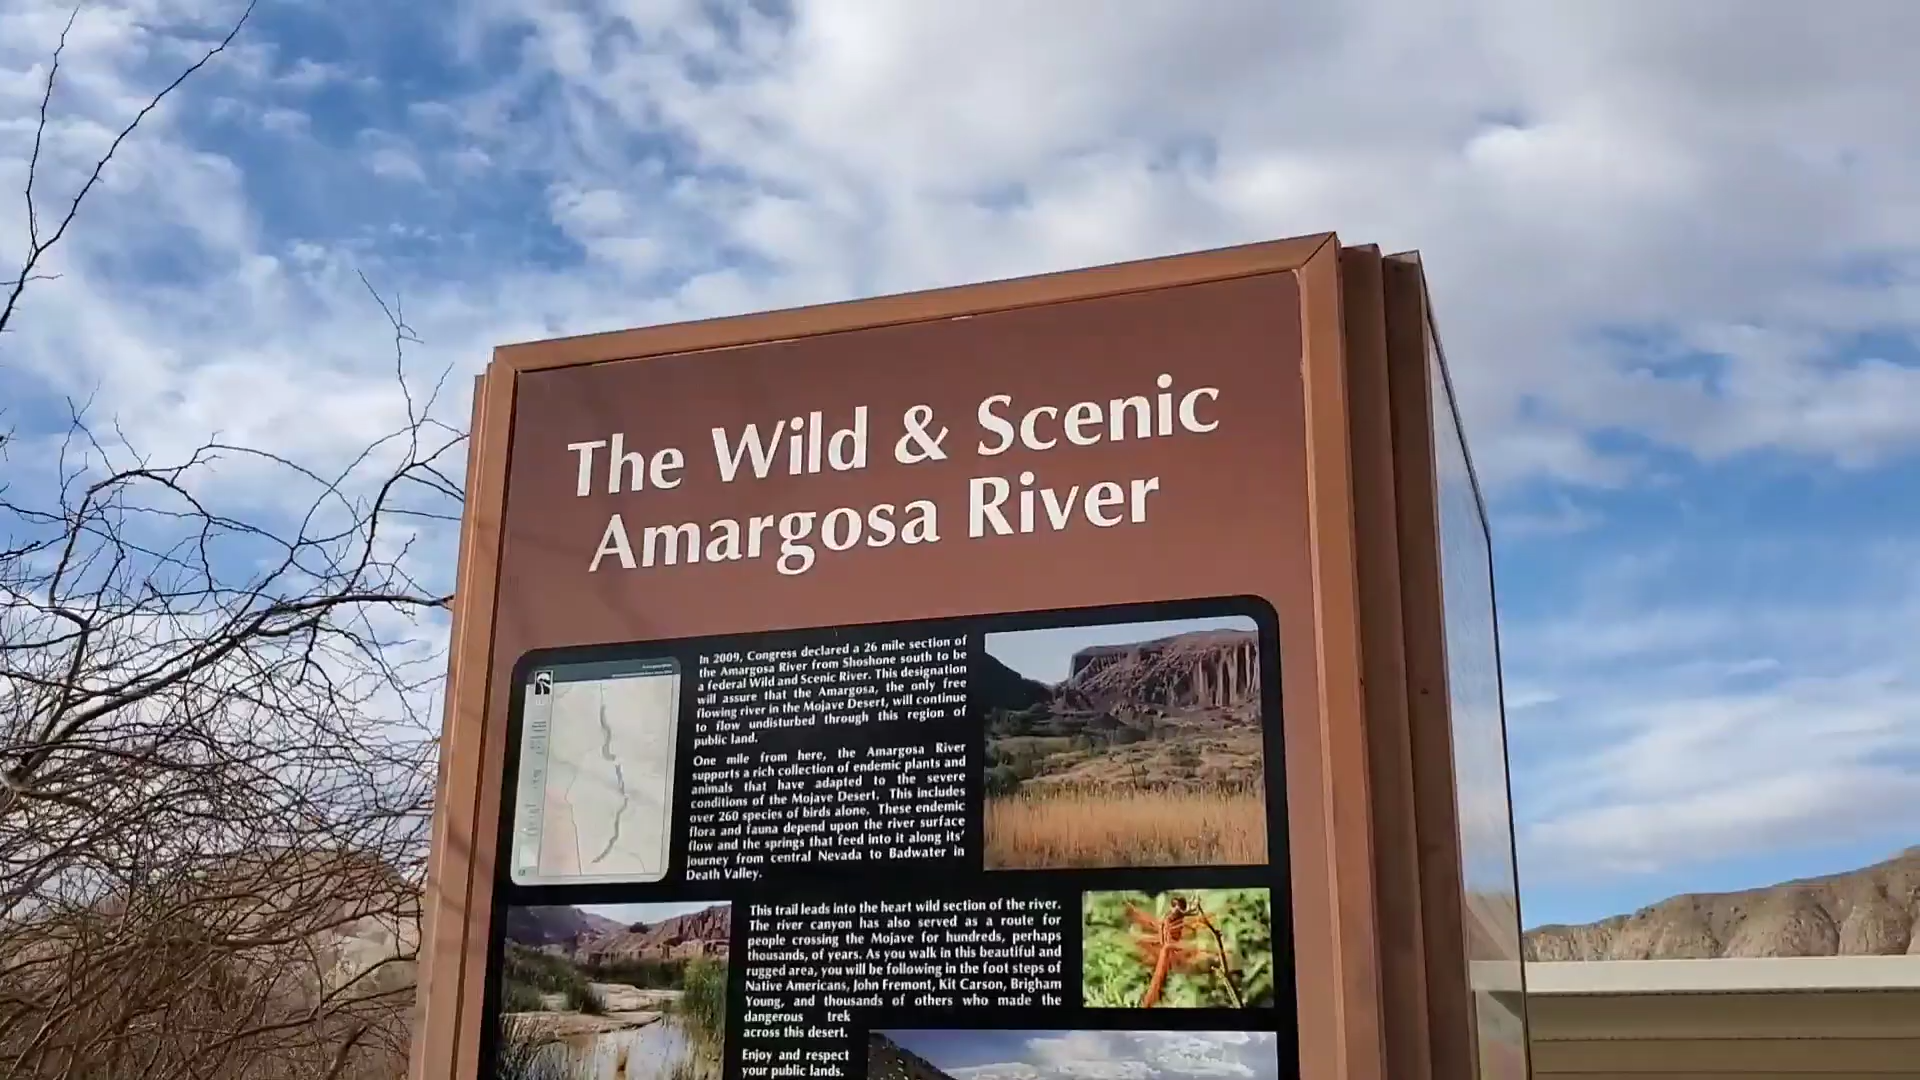 The Wild & Scenic
Amargosa River
In 2009, Congress declared a 26 mile section of
the Amargosa River from Shoshone south to be
a federal Wild and Scenic River. This designation
will assure that the Amargosa, the only free
flowing river in the Mojave Desert, will continue
to flow undisturbed through this region of
public land.
One mile from here, the Amargosa River
supports a rich collection of endemic plants and
animals that have adapted to the severe
conditions of the Mojave Desert. This includes
over 260 species of birds alone. These endemic
flora and fauna depend upon the river surface
flow and the springs that feed into it along its'
journey from central Nevada to Badwater in
Death Valley.
This trail leads into the heart wild section of the river.
The river canyon has also served as a route for
people crossing the Mojave for hundreds, perhaps
thousands, of years. As you walk in this beautiful and
rugged area, you will be following in the foot steps of
Native Americans, John Fremont, Kit Carson, Brigham
Young, and thousands of others who made the
dangerous trek
across this desert.
Enjoy and respect
your public lands.